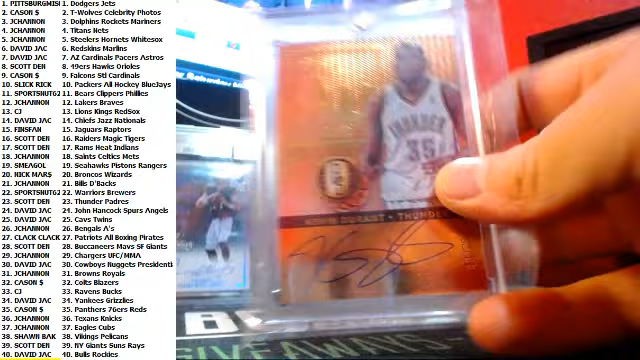 1. PITTSBURGMIS 1. Dodgers Jets
2. CASON $ 2. T-Wolves Celebrity Photos
3. JCHANNON 3. Dolphins Rockets Mariners
4. JCHANNON 4. Titans Nets
5. JCHANNON 5. Steelers Hornets Whitesox
6. DAVID JAC 6. Redskins Marlins
7. DAVID JAC 7. AZ Cardinals Pacers Astros
8. SCOTT DEN 8. 49ers Hawks Orioles
9. CASON $ 9. Falcons Stl Cardinals
10. SLICK RICK 10. Packers All Hockey BlueJays
11. SPORTSNUT62 11. Bears Clippers Phillies
12. JCHANNON 12. Lakers Braves
13. CJ 13. Lions Kings RedSox
14. DAVID JAC 14. Chiefs Jazz Nationals
15. FINSFAN 15. Jaguars Raptors
16. SCOTT DEN 16. Raiders Magic Tigers
17. SCOTT DEN 17. Rams Heat Indians
18. JCHANNON 18. Saints Celtics Mets
19. SMEAGOL 19. Seahawks Pistons Rangers
20. NICK MAR$ 20. Broncos Wizards
21. JCHANNON 21. Bills D'Backs
22. SPORTSNUT62 22. Warriors Brewers
23. SCOTT DEN 23. Thunder Padres
24. DAVID JAC 24. John Hancock Spurs Angels
25. DAVID JAC 25. Cavs Twins
26. JCHANNON 26. Bengals A's
27. CLACK CLACK 27. Patriots All Boxing Pirates
28. SCOTT DEN 28. Buccaneers Mavs SF Giants
29. JCHANNON 29. Chargers UFC/MMA
30. DAVID JAC 30. Cowboys Nuggets Presidenti
31. JCHANNON 31. Browns Royals
32. CASON $ 32. Colts Blazers
33. CJ 33. Ravens Bucks
34. DAVID JAC 34. Yankees Grizzlies
35. CASON $ 35. Panthers 76ers Reds
36. JCHANNON 36. Texans Knicks
37. JCHANNON 37. Eagles Cubs
38. SHAWN BAK 38. Vikings Pelicans
39. SCOTT DEN 39. NY Giants Suns Rays
40. DAVID JAC 40. Bulls Rockies
THUNDER
35
KEVIN DURANT • THUNDER
GIVEAWAY